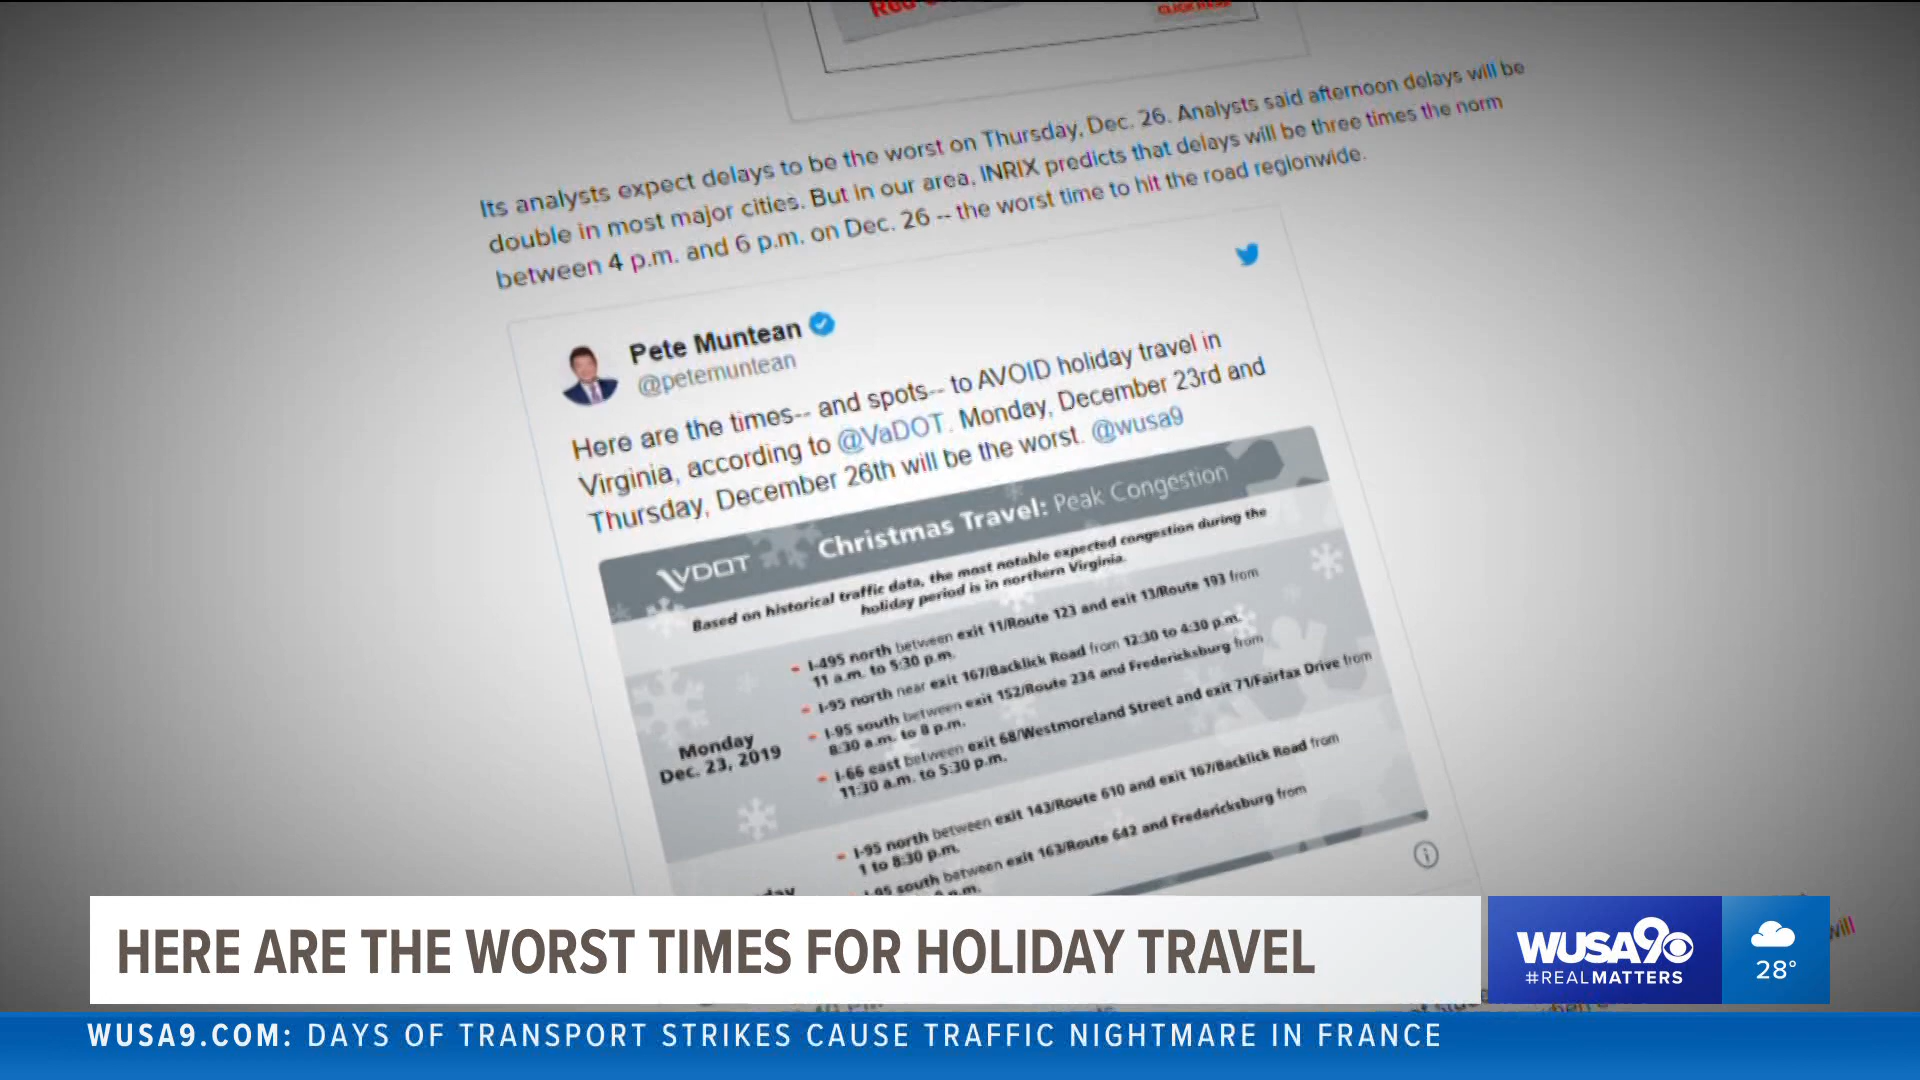 CLICK HERE
Its analysts expect delays to be the worst on Thursday, Dec. 26. Analysts said afternoon delays will be
double in most major cities. But in our area, INRIX predicts that delays will be three times the norm
between 4 p.m. and 6 p.m. on Dec. 26 -- the worst time to hit the road regionwide.
Pete Muntean
@petemuntean
Here are the times-- and spots-- to AVOID holiday travel in
Virginia, according to @VaDOT. Monday, December 23rd and
Thursday, December 26th will be the worst. @wusa9
VDOT Christmas Travel: Peak Congestion
Based on historical traffic data, the most notable expected congestion during the
holiday period is in northern Virginia.
Monday
Dec. 23, 2019
- I-495 north between exit 11/Route 123 and exit 13/Route 193 from
11 a.m. to 5:30 p.m.
- I-95 north near exit 167/Backlick Road from 12:30 to 4:30 p.m.
- I-95 south between exit 152/Route 234 and Fredericksburg from
8:30 a.m. to 8 p.m.
- I-66 east between exit 68/Westmoreland Street and exit 71/Fairfax Drive from
11:30 a.m. to 5:30 p.m.
- I-95 north between exit 143/Route 610 and exit 167/Backlick Road from
1 to 8:30 p.m.
I-95 south between exit 163/Route 642 and Fredericksburg from
p.m.
will
HERE ARE THE WORST TIMES FOR HOLIDAY TRAVEL
WUSA9
#REALMATTERS
28°
WUSA9.COM: DAYS OF TRANSPORT STRIKES CAUSE TRAFFIC NIGHTMARE IN FRANCE